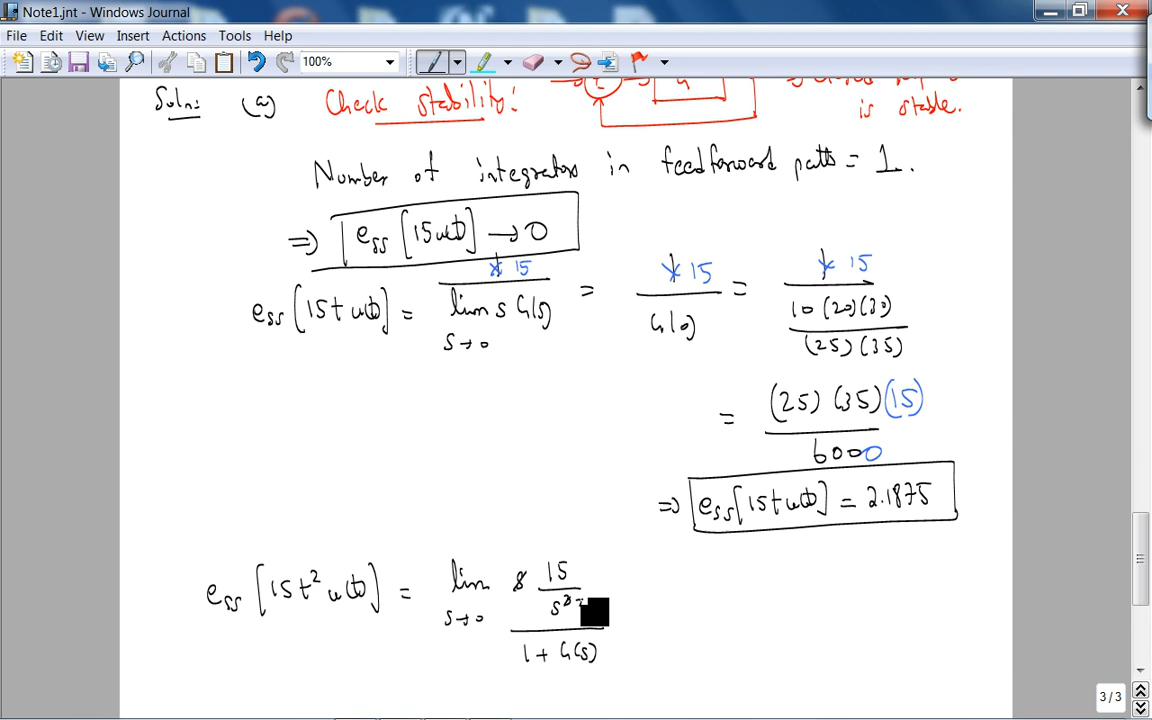 Note1.jnt - Windows Journal
File Edit View Insert Actions Tools Help
100%
Soln: (a) Check stability! is stable.
Number of integrators in feedforward path = 1.
⇒ ess [15u(t)] → 0
ess [15t u(t)] = 15 / lim s→0 s G(s) = 15 / G(0) = 15 / (10(20)(30) / (25)(35))
= (25)(35)(15) / 6000
⇒ ess [15t u(t)] = 2.1875
ess [15t² u(t)] = lim s→0 s 15/s² / 1 + G(s)
3/3